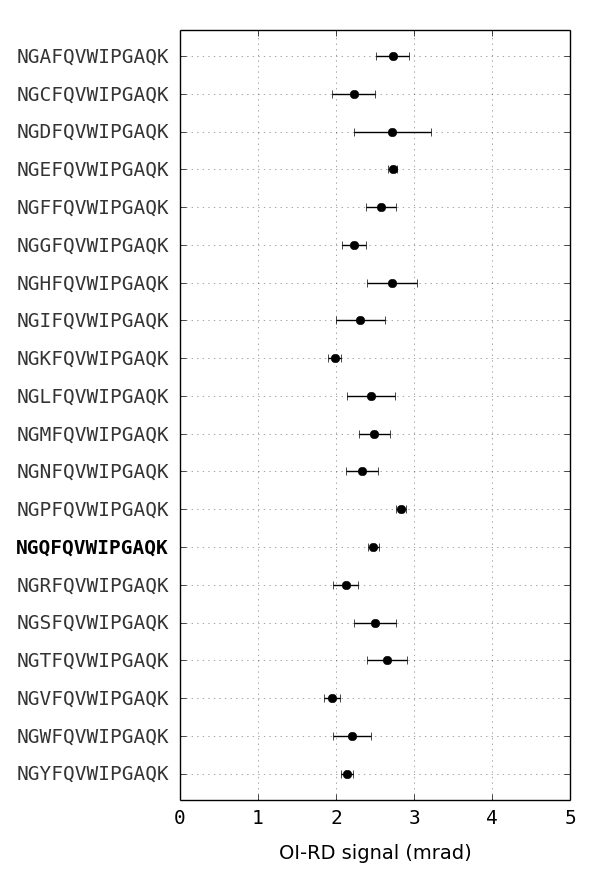 NGAFQVWIPGAQK
NGCFQVWIPGAQK
NGDFQVWIPGAQK
NGEFQVWIPGAQK
NGFFQVWIPGAQK
NGGFQVWIPGAQK
NGHFQVWIPGAQK
NGIFQVWIPGAQK
NGKFQVWIPGAQK
NGLFQVWIPGAQK
NGMFQVWIPGAQK
NGNFQVWIPGAQK
NGPFQVWIPGAQK
NGQFQVWIPGAQK
NGRFQVWIPGAQK
NGSFQVWIPGAQK
NGTFQVWIPGAQK
NGVFQVWIPGAQK
NGWFQVWIPGAQK
NGYFQVWIPGAQK
0 1 2 3 4 5
OI-RD signal (mrad)